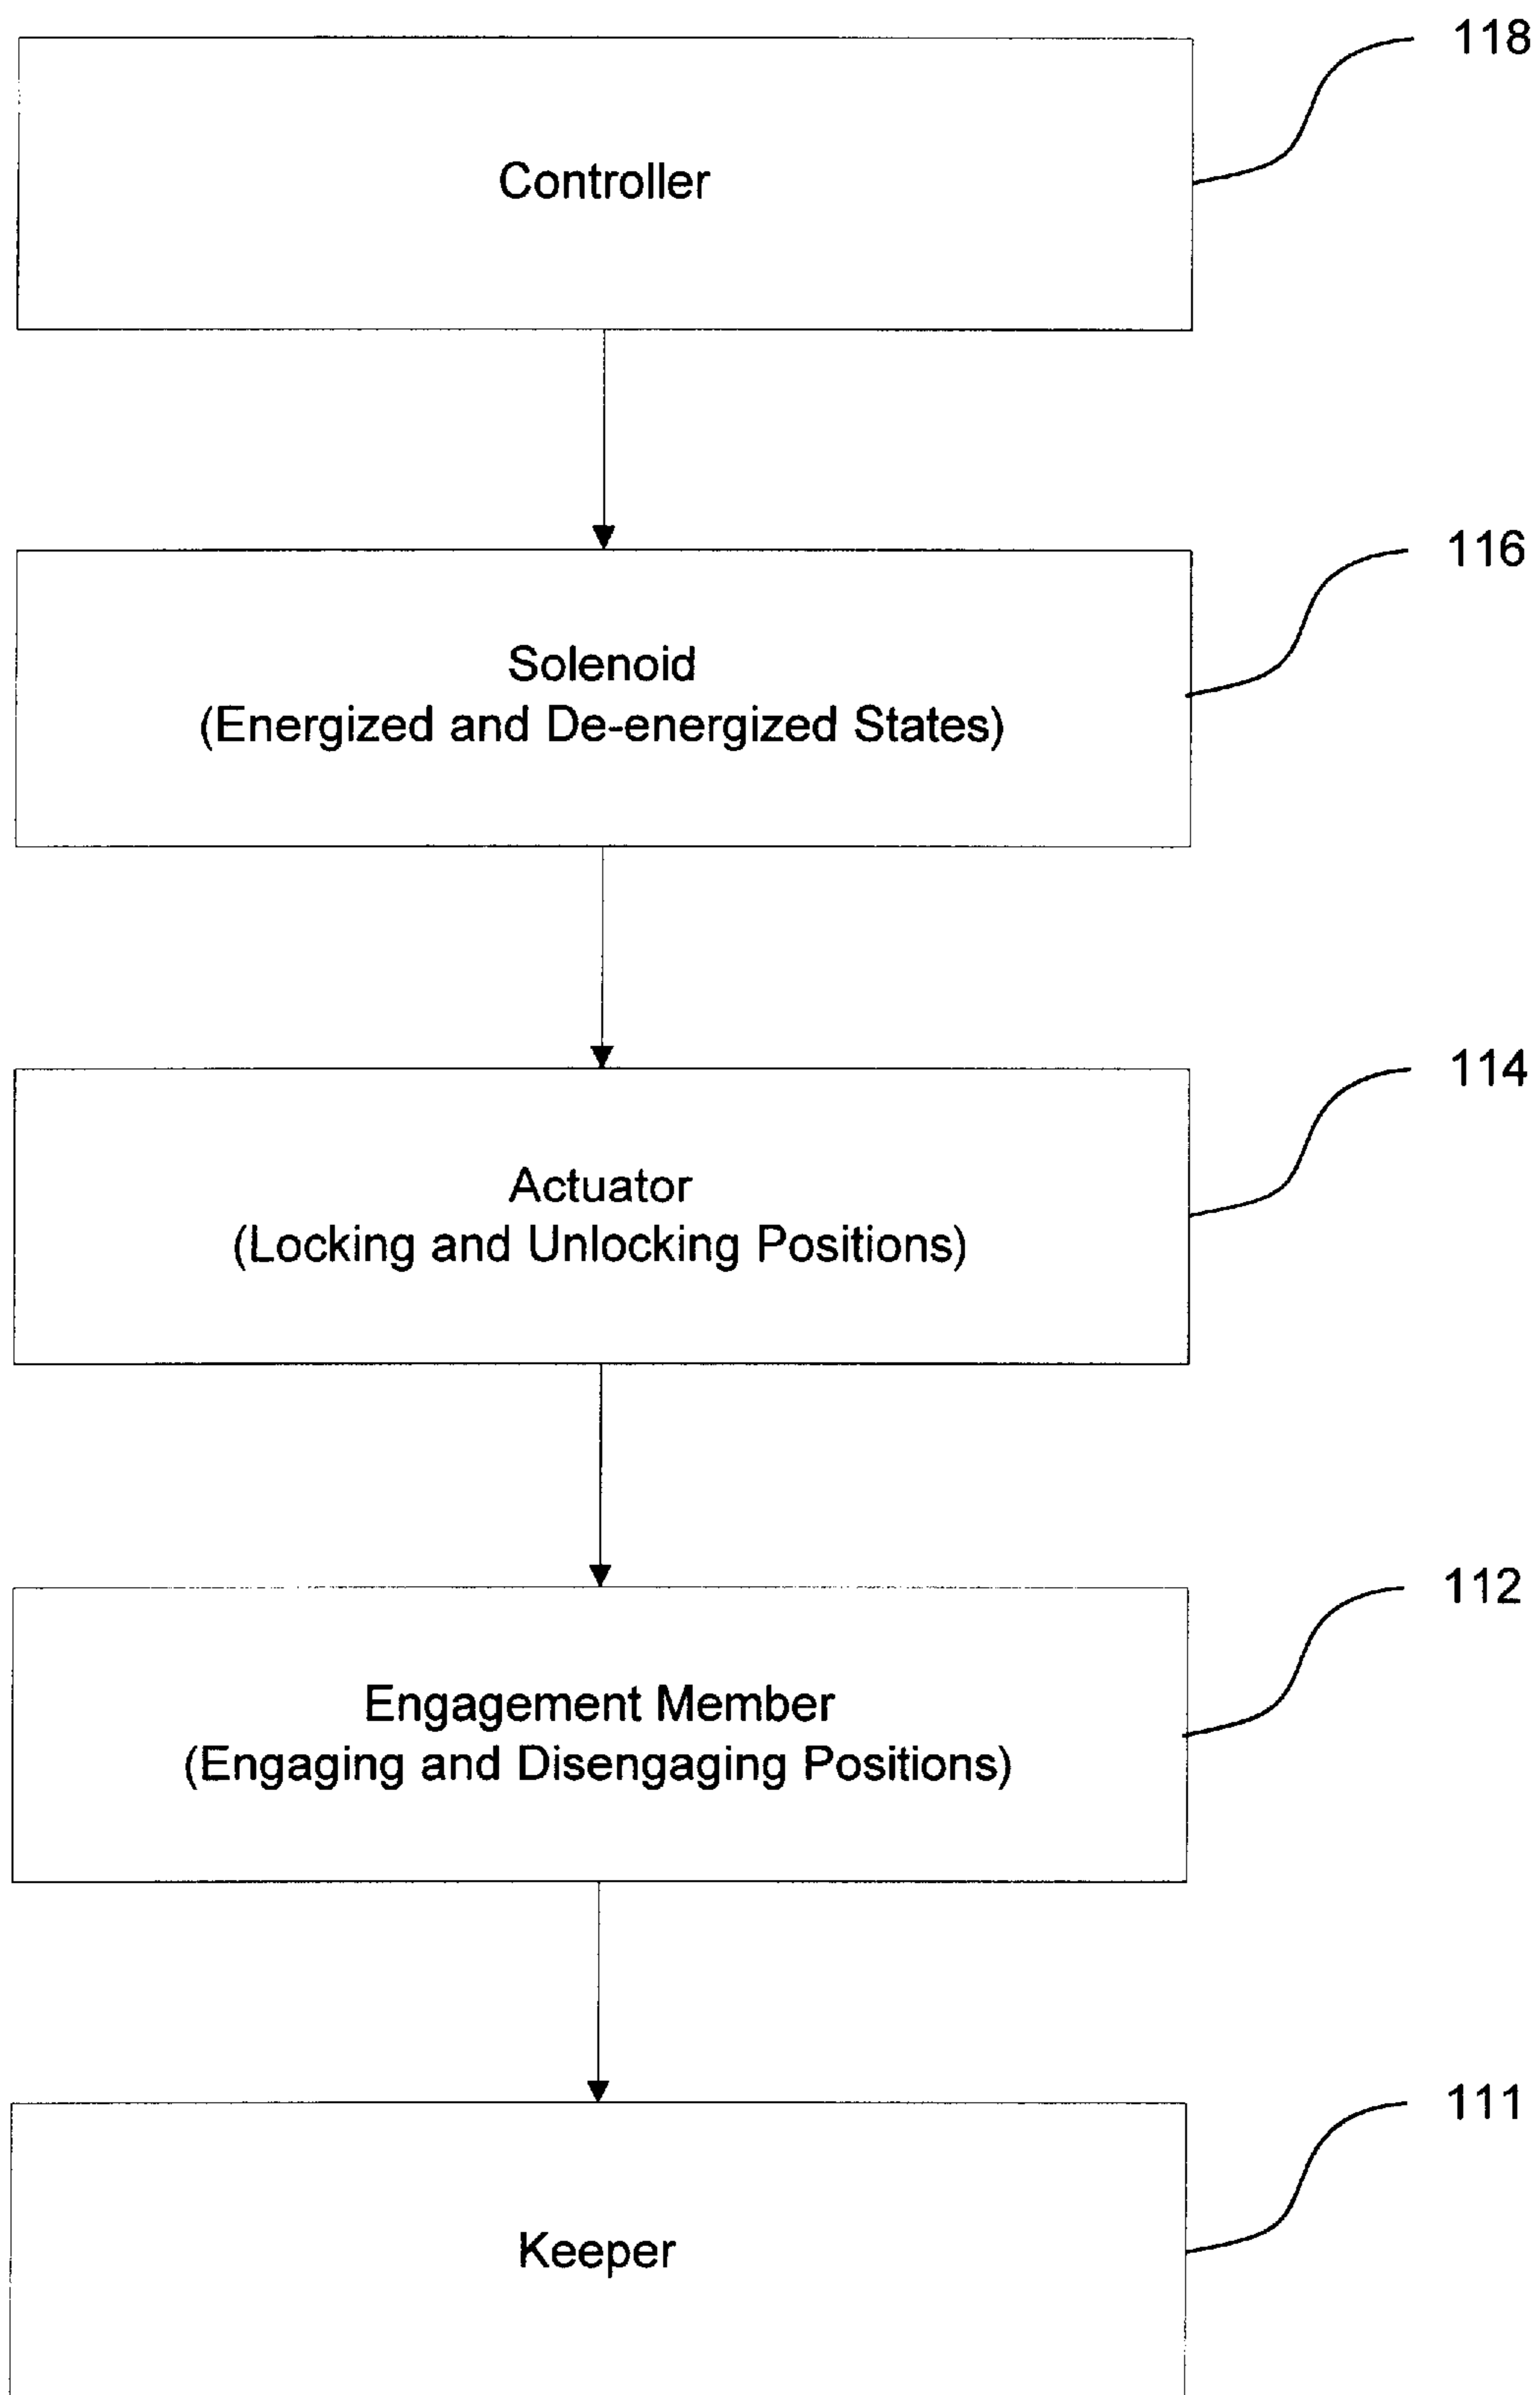 118
Controller
116
Solenoid
(Energized and De-energized States)
114
Actuator
(Locking and Unlocking Positions)
112
Engagement Member
(Engaging and Disengaging Positions)
111
Keeper